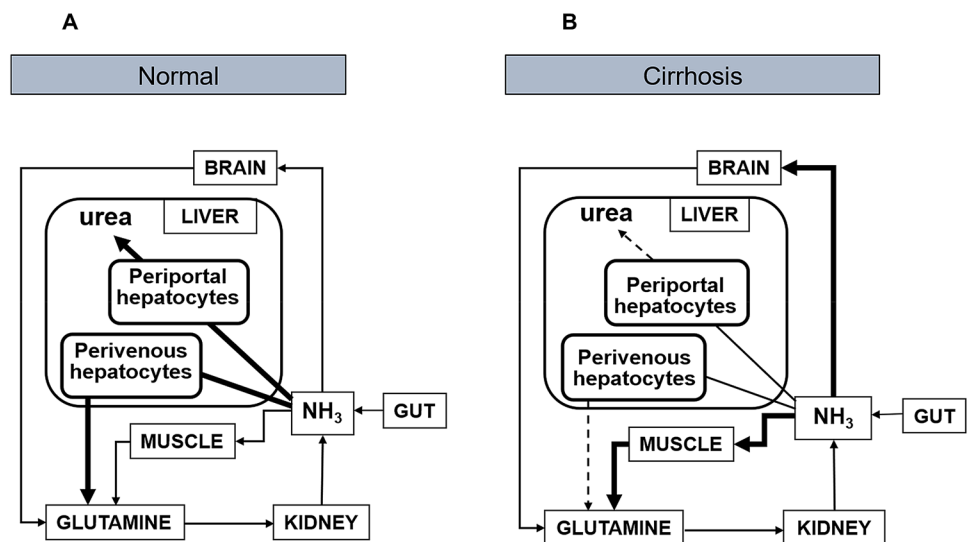 A
B
Normal
Cirrhosis
BRAIN
urea
LIVER
Periportal
hepatocytes
Perivenous
hepatocytes
NH₃
GUT
MUSCLE
GLUTAMINE
KIDNEY
BRAIN
urea
LIVER
Periportal
hepatocytes
Perivenous
hepatocytes
NH₃
GUT
MUSCLE
GLUTAMINE
KIDNEY